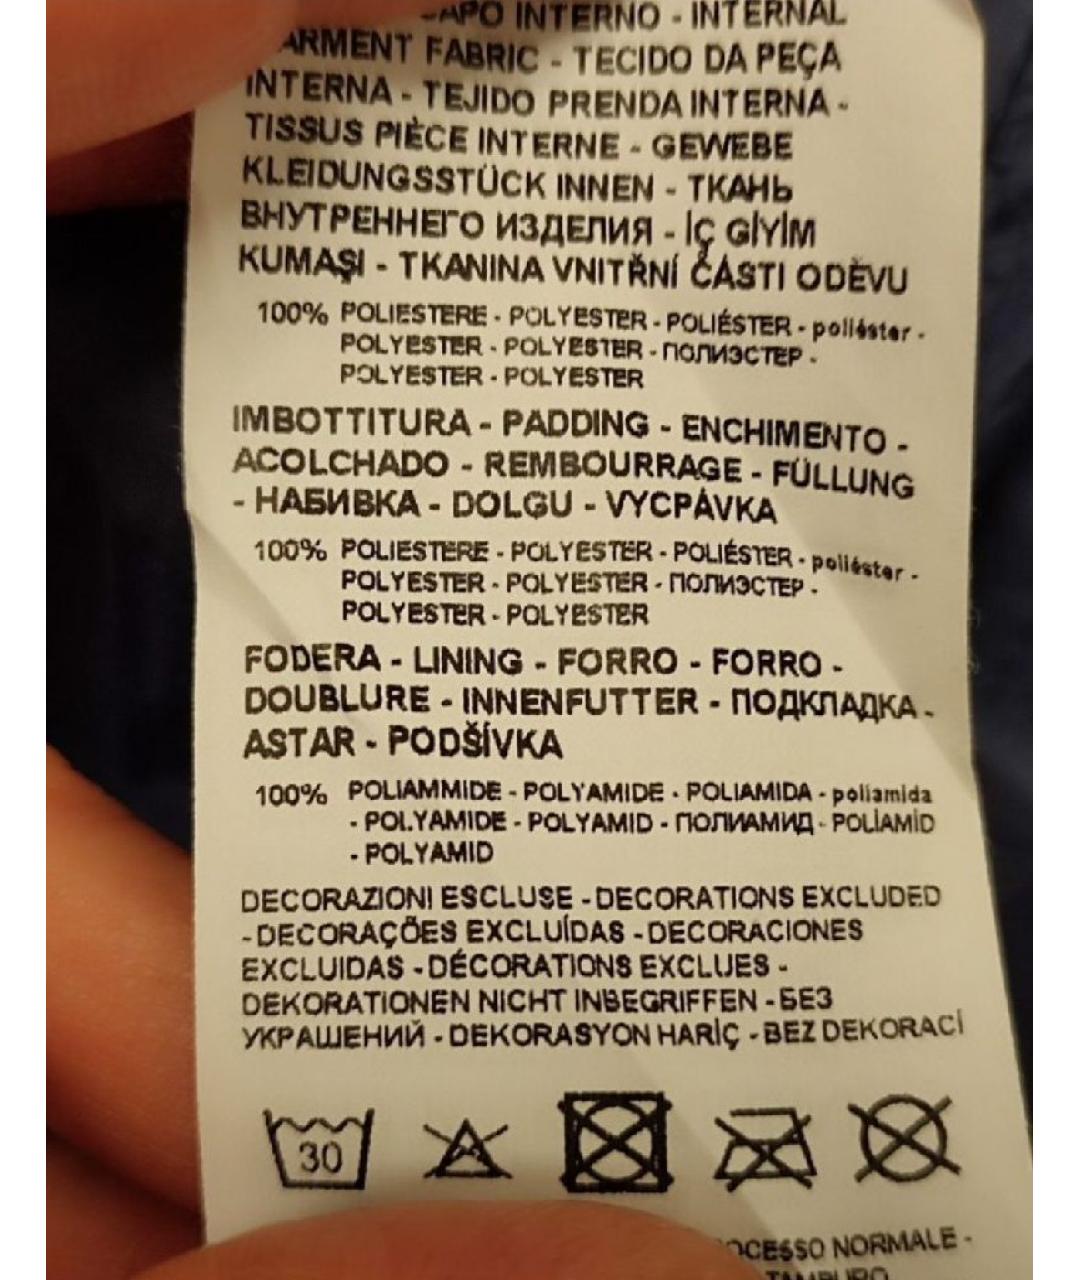 CAPO INTERNO - INTERNAL
GARMENT FABRIC - TECIDO DA PEÇA
INTERNA - TEJIDO PRENDA INTERNA -
TISSUS PIÈCE INTERNE - GEWEBE
KLEIDUNGSSTÜCK INNEN - ТКАНЬ
ВНУТРЕННЕГО ИЗДЕЛИЯ - İÇ GİYİM
KUMAŞI - TKANINA VNITŘNÍ ČÁSTI ODĚVU
100% POLIESTERE - POLYESTER - POLIÉSTER - poliéster -
POLYESTER - POLYESTER - ПОЛИЭСТЕР -
POLYESTER - POLYESTER
IMBOTTITURA - PADDING - ENCHIMENTO -
ACOLCHADO - REMBOURRAGE - FÜLLUNG
- НАБИВКА - DOLGU - VYCPÁVKA
100% POLIESTERE - POLYESTER - POLIÉSTER - poliéster -
POLYESTER - POLYESTER - ПОЛИЭСТЕР -
POLYESTER - POLYESTER
FODERA - LINING - FORRO - FORRO -
DOUBLURE - INNENFUTTER - ПОДКЛАДКА -
ASTAR - PODŠÍVKA
100% POLIAMMIDE - POLYAMIDE - POLIAMIDA - poliamida
- POLYAMIDE - POLYAMID - ПОЛИАМИД - POLİAMİD
- POLYAMID
DECORAZIONI ESCLUSE - DECORATIONS EXCLUDED
- DECORAÇÕES EXCLUÍDAS - DECORACIONES
EXCLUIDAS - DÉCORATIONS EXCLUES -
DEKORATIONEN NICHT INBEGRIFFEN - БЕЗ
УКРАШЕНИЙ - DEKORASYON HARİÇ - BEZ DEKORACÍ
30
NORMALE -